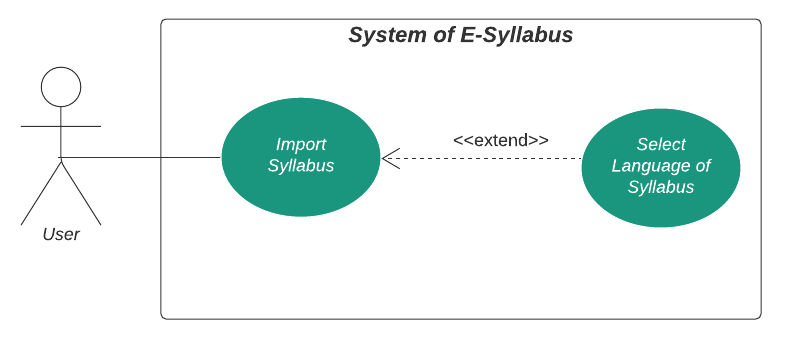 System of E-Syllabus
Import
Syllabus
<<extend>>
Select
Language of
Syllabus
User